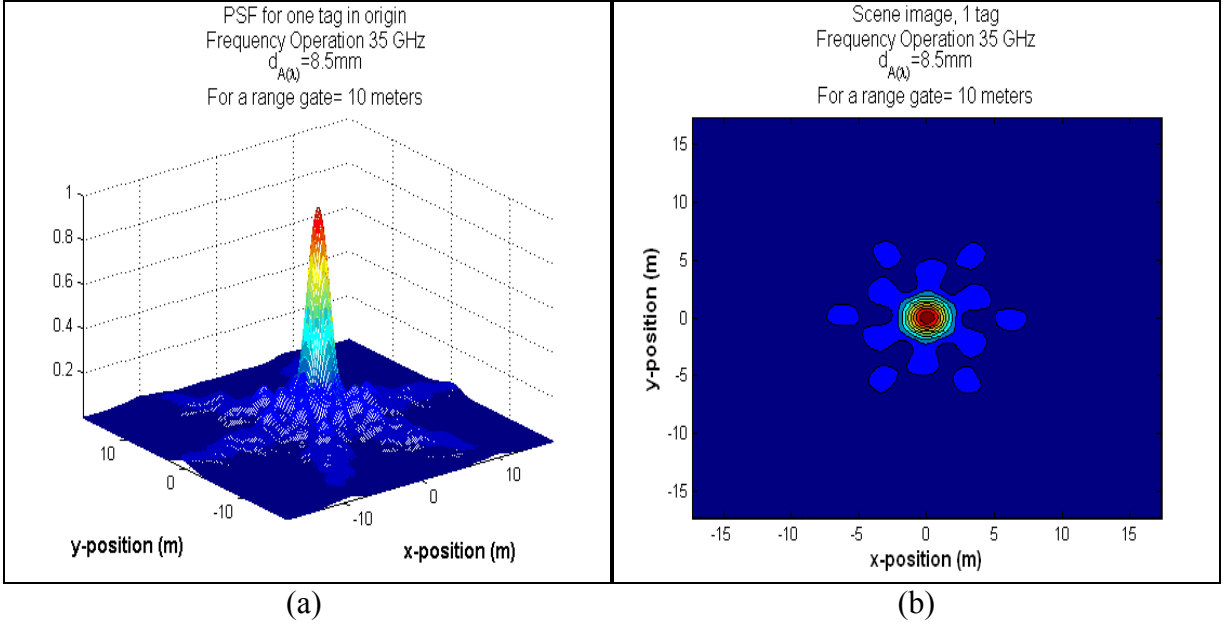 PSF for one tag in origin
Frequency Operation 35 GHz
d_A(λ)=8.5mm
For a range gate= 10 meters
1
0.8
0.6
0.4
0.2
10
0
-10
-10
0
10
y-position (m)
x-position (m)
(a)
Scene image, 1 tag
Frequency Operation 35 GHz
d_A(λ)=8.5mm
For a range gate= 10 meters
15
10
5
0
-5
-10
-15
-15
-10
-5
0
5
10
15
y-position (m)
x-position (m)
(b)